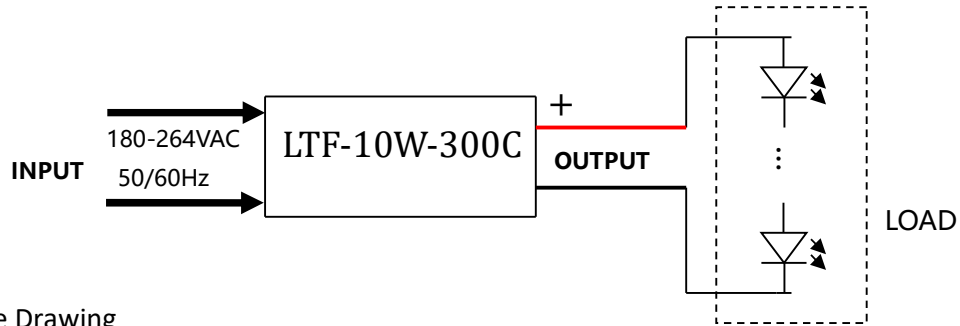 +
180-264VAC
LTF-10W-300C
INPUT
OUTPUT
50/60Hz
...
LOAD
e Drawing